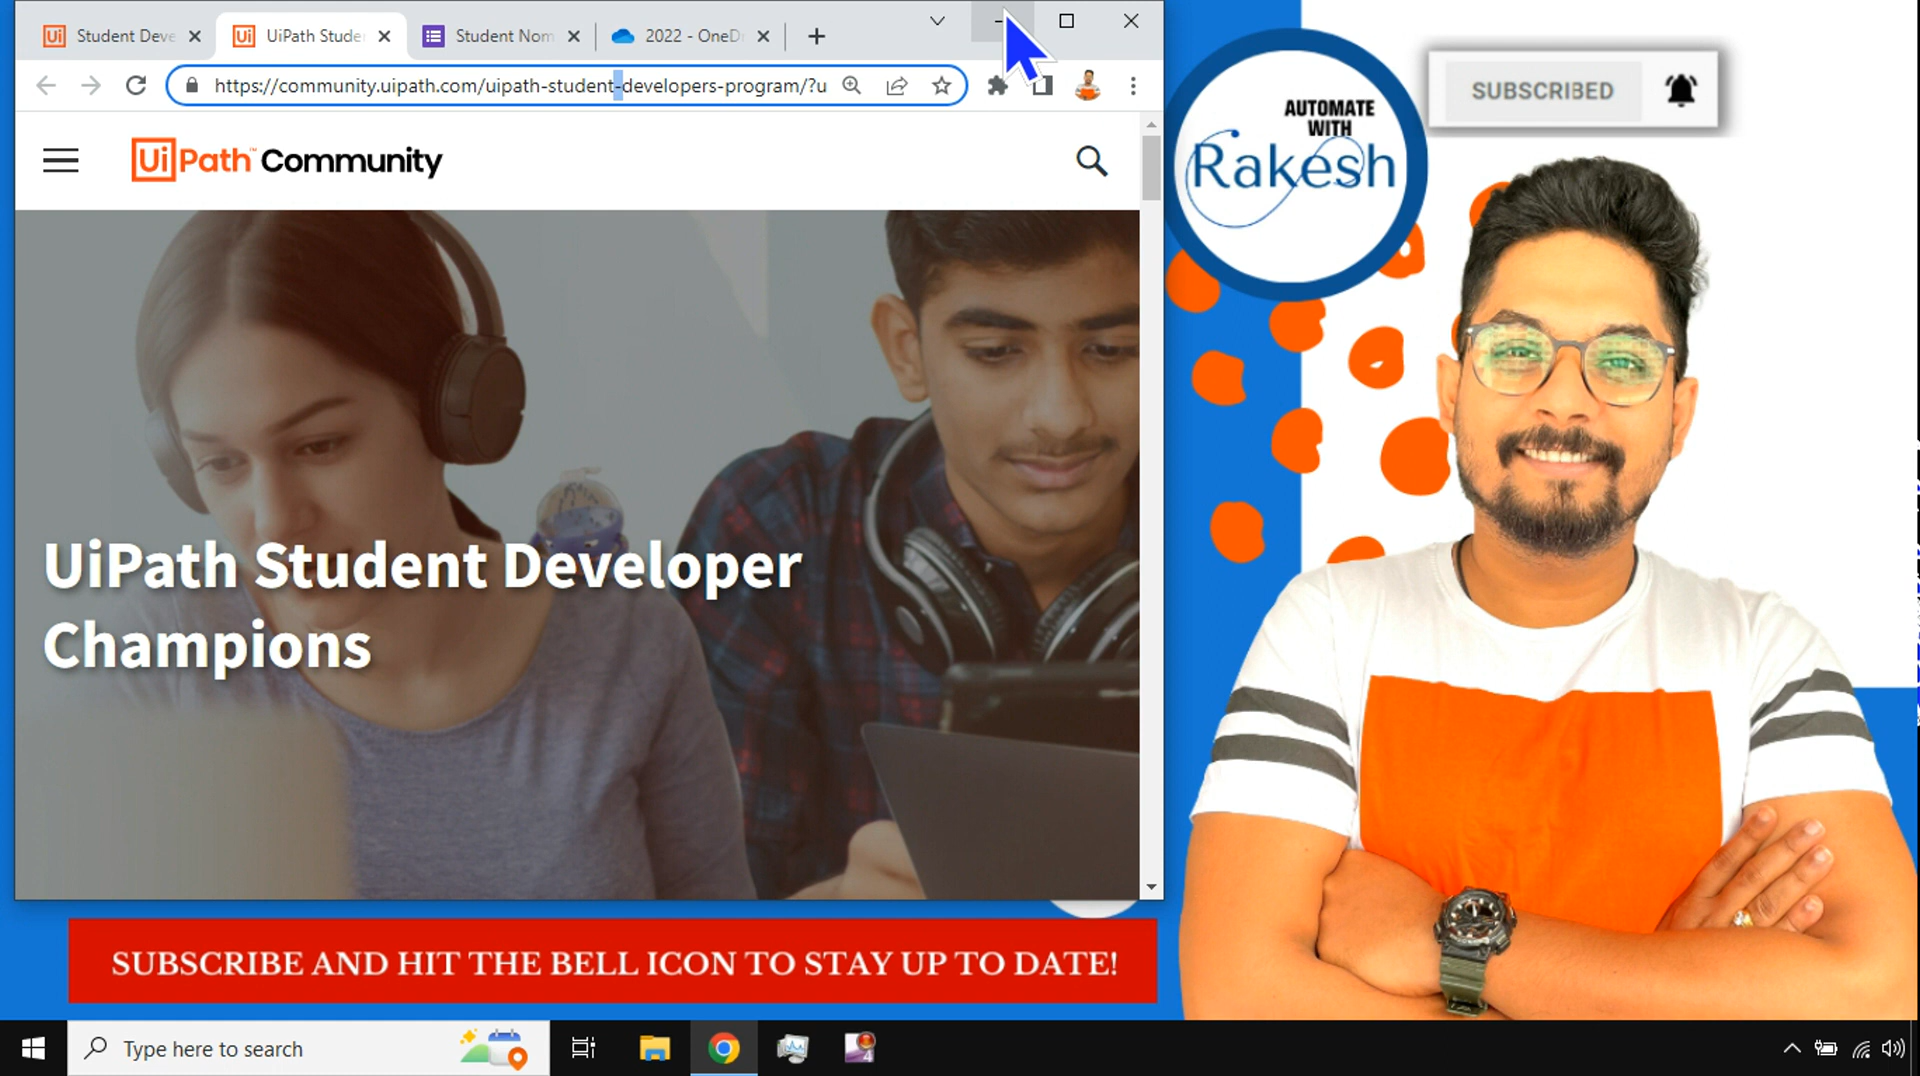 Student Deve
UiPath Stude
Student Nom
2022 - OneDr
https://community.uipath.com/uipath-student-developers-program/?u
UiPath Community
UiPath Student Developer
Champions
AUTOMATE
WITH
Rakesh
SUBSCRIBED
SUBSCRIBE AND HIT THE BELL ICON TO STAY UP TO DATE!
Type here to search
4